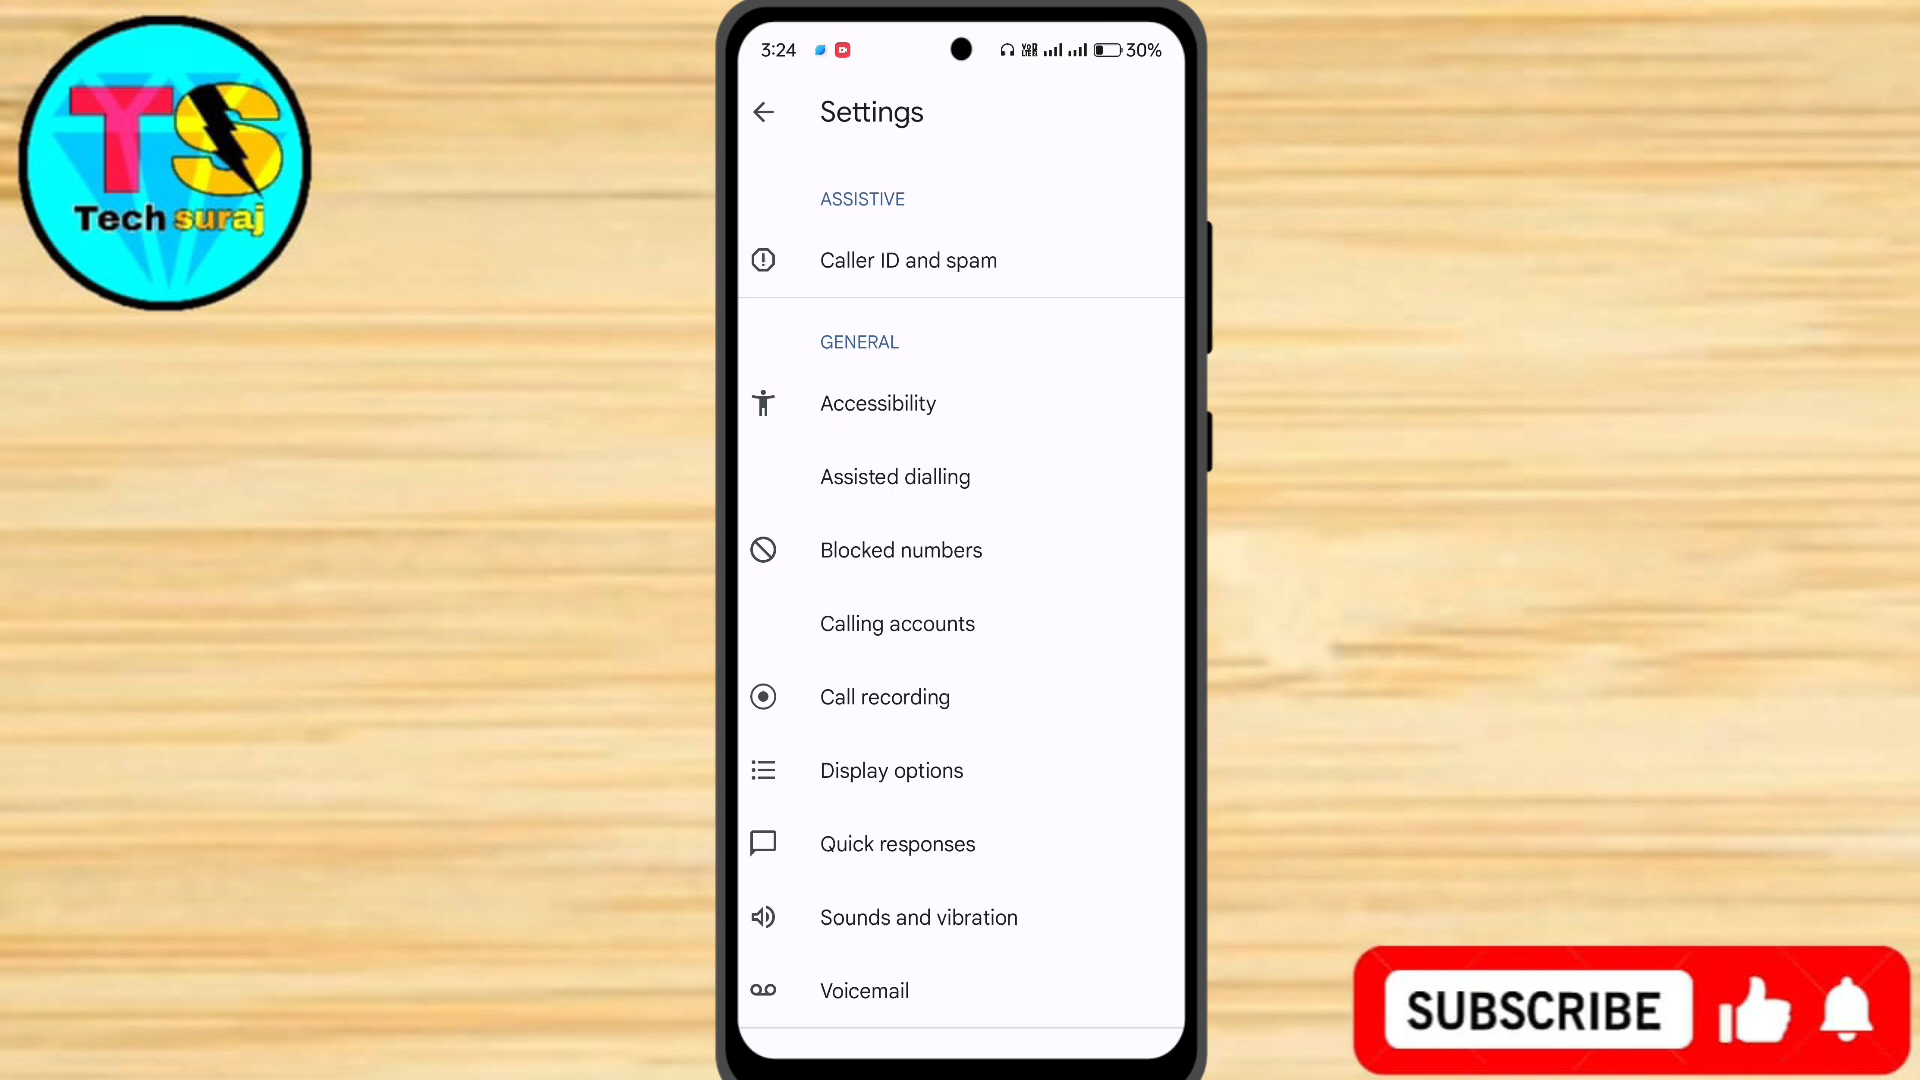 TS
Tech suraj
3:24
30%
Settings
ASSISTIVE
Caller ID and spam
GENERAL
Accessibility
Assisted dialling
Blocked numbers
Calling accounts
Call recording
Display options
Quick responses
Sounds and vibration
Voicemail
SUBSCRIBE